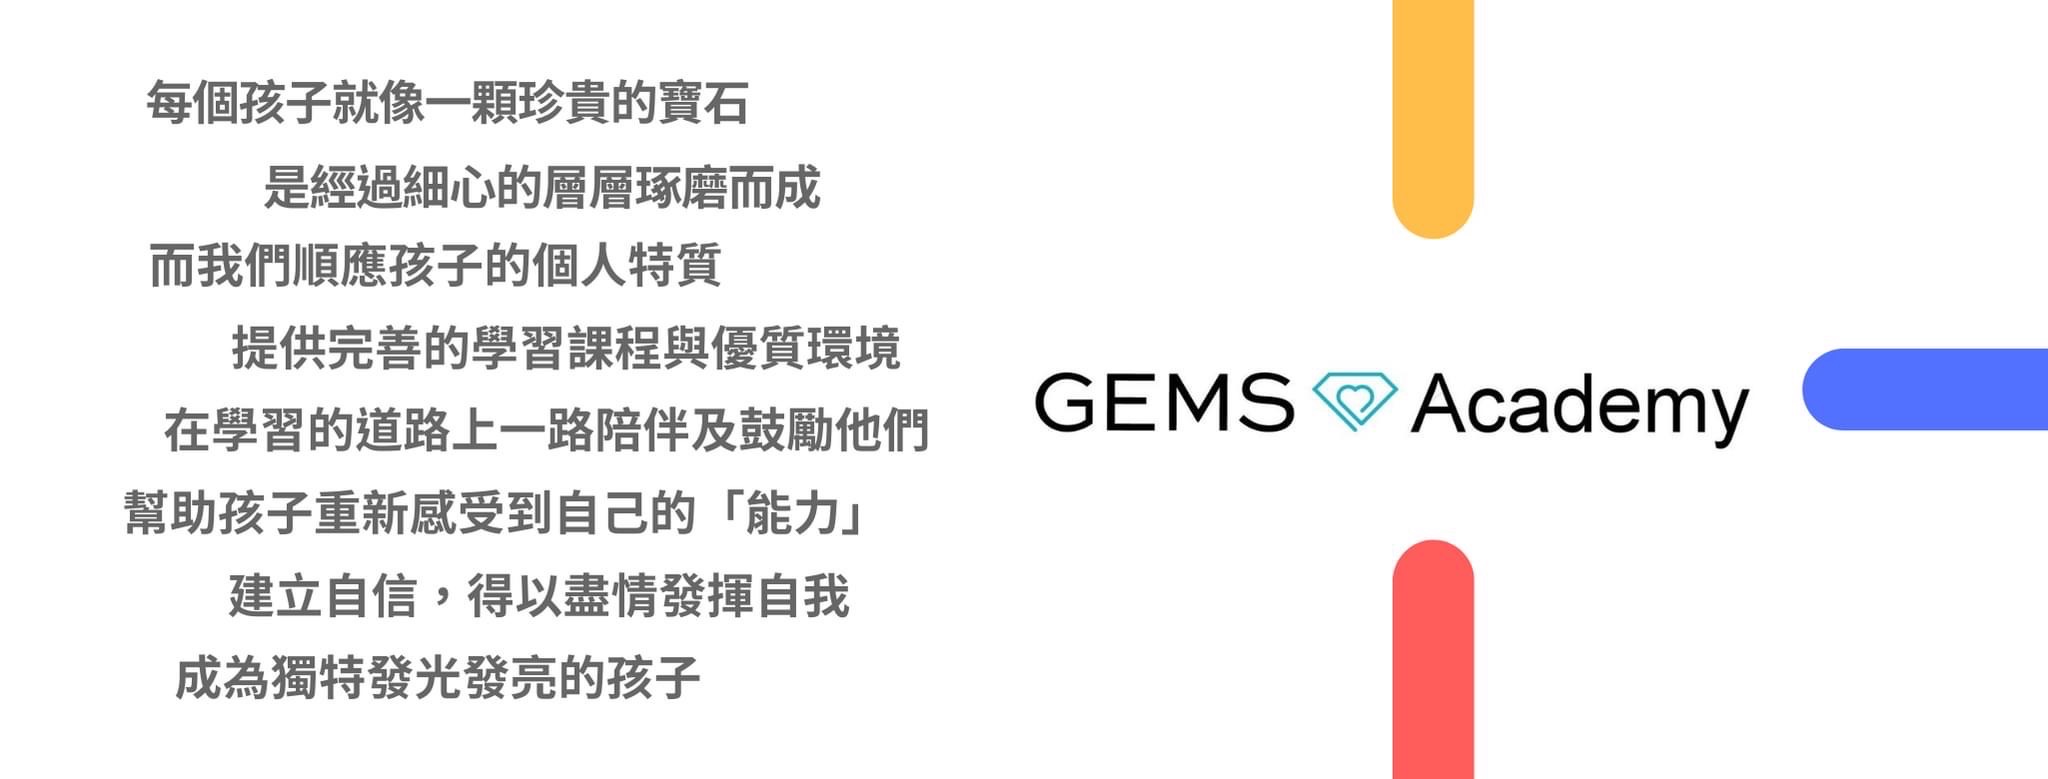 每個孩子就像一顆珍貴的寶石
是經過細心的層層琢磨而成
而我們順應孩子的個人特質
提供完善的學習課程與優質環境
在學習的道路上一路陪伴及鼓勵他們
幫助孩子重新感受到自己的「能力」
建立自信，得以盡情發揮自我
成為獨特發光發亮的孩子
GEMS Academy